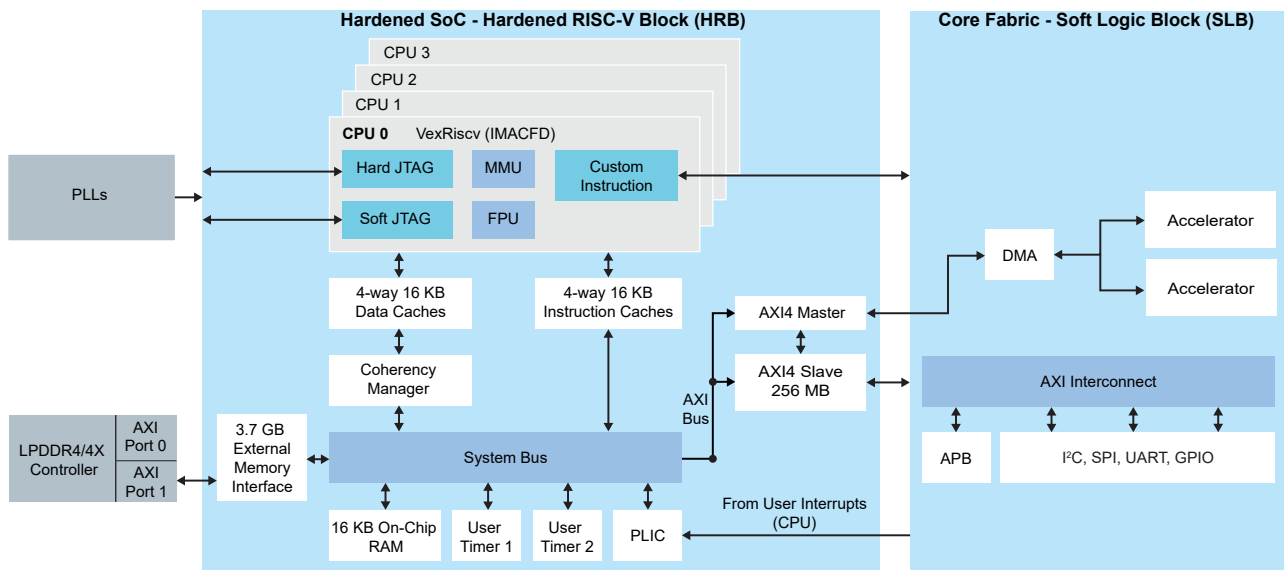 Hardened SoC - Hardened RISC-V Block (HRB)
Core Fabric - Soft Logic Block (SLB)
CPU 3
CPU 2
CPU 1
CPU 0 VexRiscv (IMACFD)
Hard JTAG
MMU
Custom
Instruction
Soft JTAG
FPU
PLLs
4-way 16 KB
Data Caches
4-way 16 KB
Instruction Caches
Coherency
Manager
AXI4 Master
AXI4 Slave
256 MB
AXI
Bus
DMA
Accelerator
Accelerator
AXI Interconnect
APB
I²C, SPI, UART, GPIO
LPDDR4/4X
Controller
AXI
Port 0
AXI
Port 1
3.7 GB
External
Memory
Interface
System Bus
16 KB On-Chip
RAM
User
Timer 1
User
Timer 2
PLIC
From User Interrupts
(CPU)